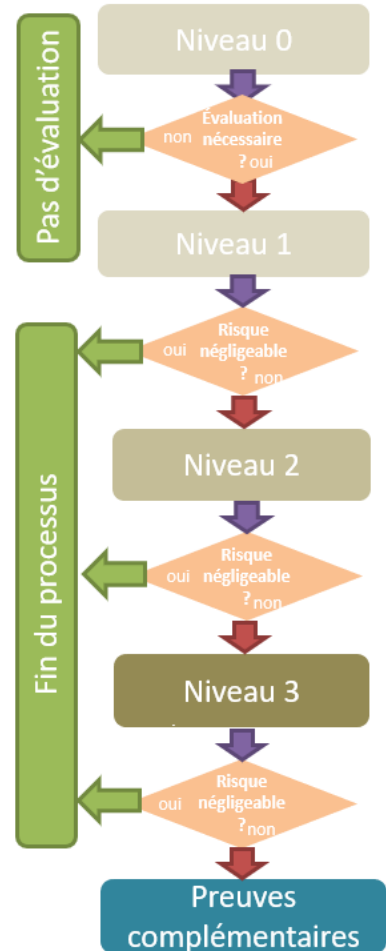 Niveau 0
Pas d'évaluation
Évaluation
non nécessaire
? oui
Niveau 1
Fin du processus
Risque
oui négligeable
? non
Niveau 2
Risque
oui négligeable
? non
Niveau 3
Risque
oui négligeable
? non
Preuves
complémentaires